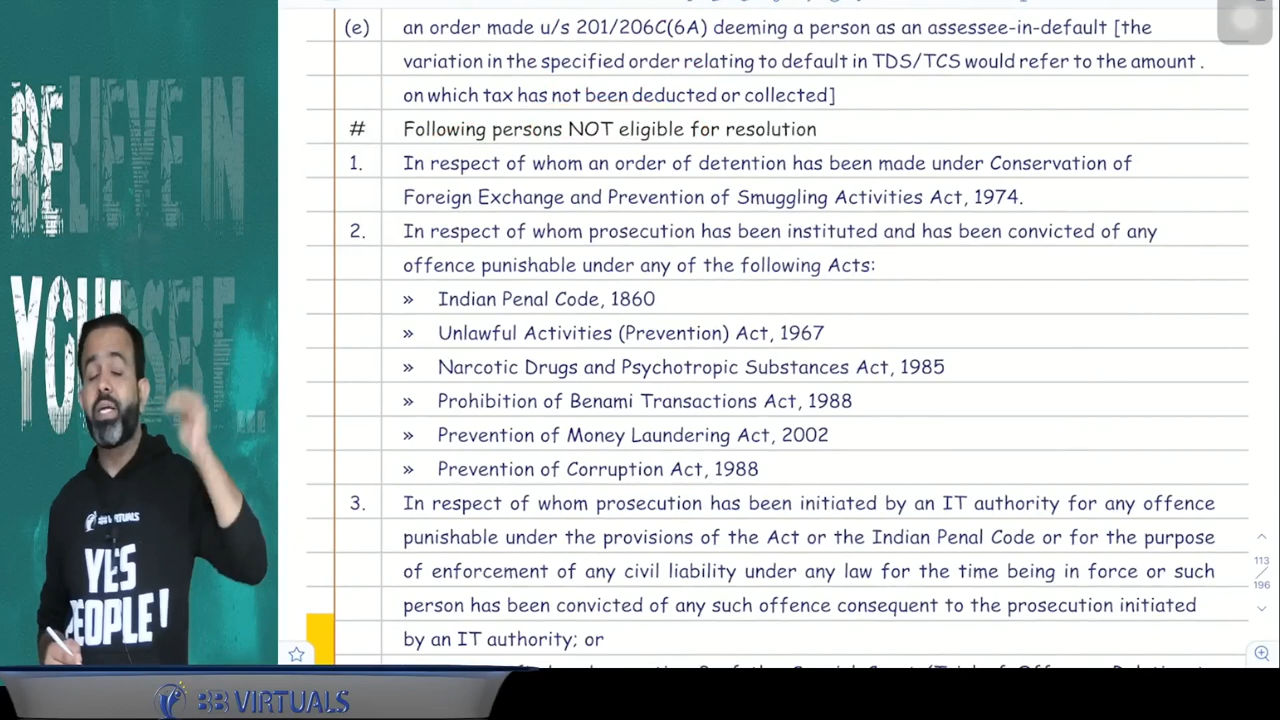 BELIEVE IN
YOURSELF...
(e) an order made u/s 201/206C(6A) deeming a person as an assessee-in-default [the
variation in the specified order relating to default in TDS/TCS would refer to the amount .
on which tax has not been deducted or collected]
# Following persons NOT eligible for resolution
1. In respect of whom an order of detention has been made under Conservation of
Foreign Exchange and Prevention of Smuggling Activities Act, 1974.
2. In respect of whom prosecution has been instituted and has been convicted of any
offence punishable under any of the following Acts:
» Indian Penal Code, 1860
» Unlawful Activities (Prevention) Act, 1967
» Narcotic Drugs and Psychotropic Substances Act, 1985
» Prohibition of Benami Transactions Act, 1988
» Prevention of Money Laundering Act, 2002
» Prevention of Corruption Act, 1988
3. In respect of whom prosecution has been initiated by an IT authority for any offence
punishable under the provisions of the Act or the Indian Penal Code or for the purpose
of enforcement of any civil liability under any law for the time being in force or such
person has been convicted of any such offence consequent to the prosecution initiated
by an IT authority; or
113
196
BB VIRTUALS
YES
PEOPLE!
BB VIRTUALS